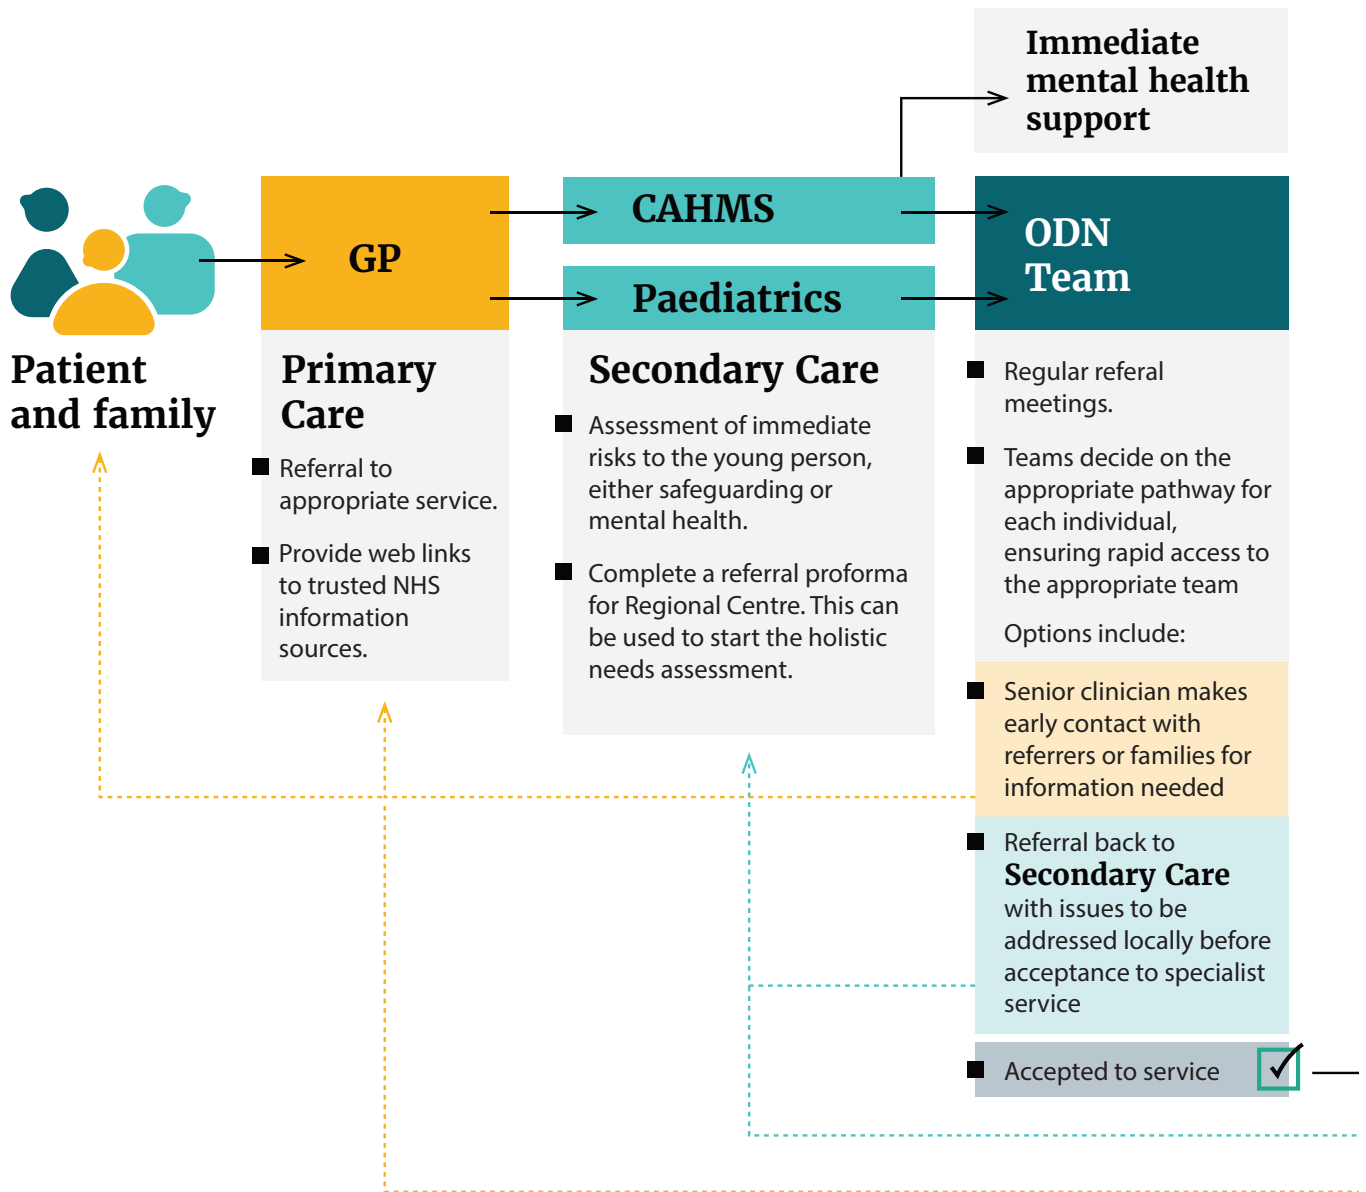 Immediate
mental health
support
GP
CAHMS
Paediatrics
ODN
Team
Patient
and family
Primary
Care
Referral to
appropriate service.
Provide web links
to trusted NHS
information
sources.
Secondary Care
Assessment of immediate
risks to the young person,
either safeguarding or
mental health.
Complete a referral proforma
for Regional Centre. This can
be used to start the holistic
needs assessment.
Regular referal
meetings.
Teams decide on the
appropriate pathway for
each individual,
ensuring rapid access to
the appropriate team
Options include:
Senior clinician makes
early contact with
referrers or families for
information needed
Referral back to
Secondary Care
with issues to be
addressed locally before
acceptance to specialist
service
Accepted to service